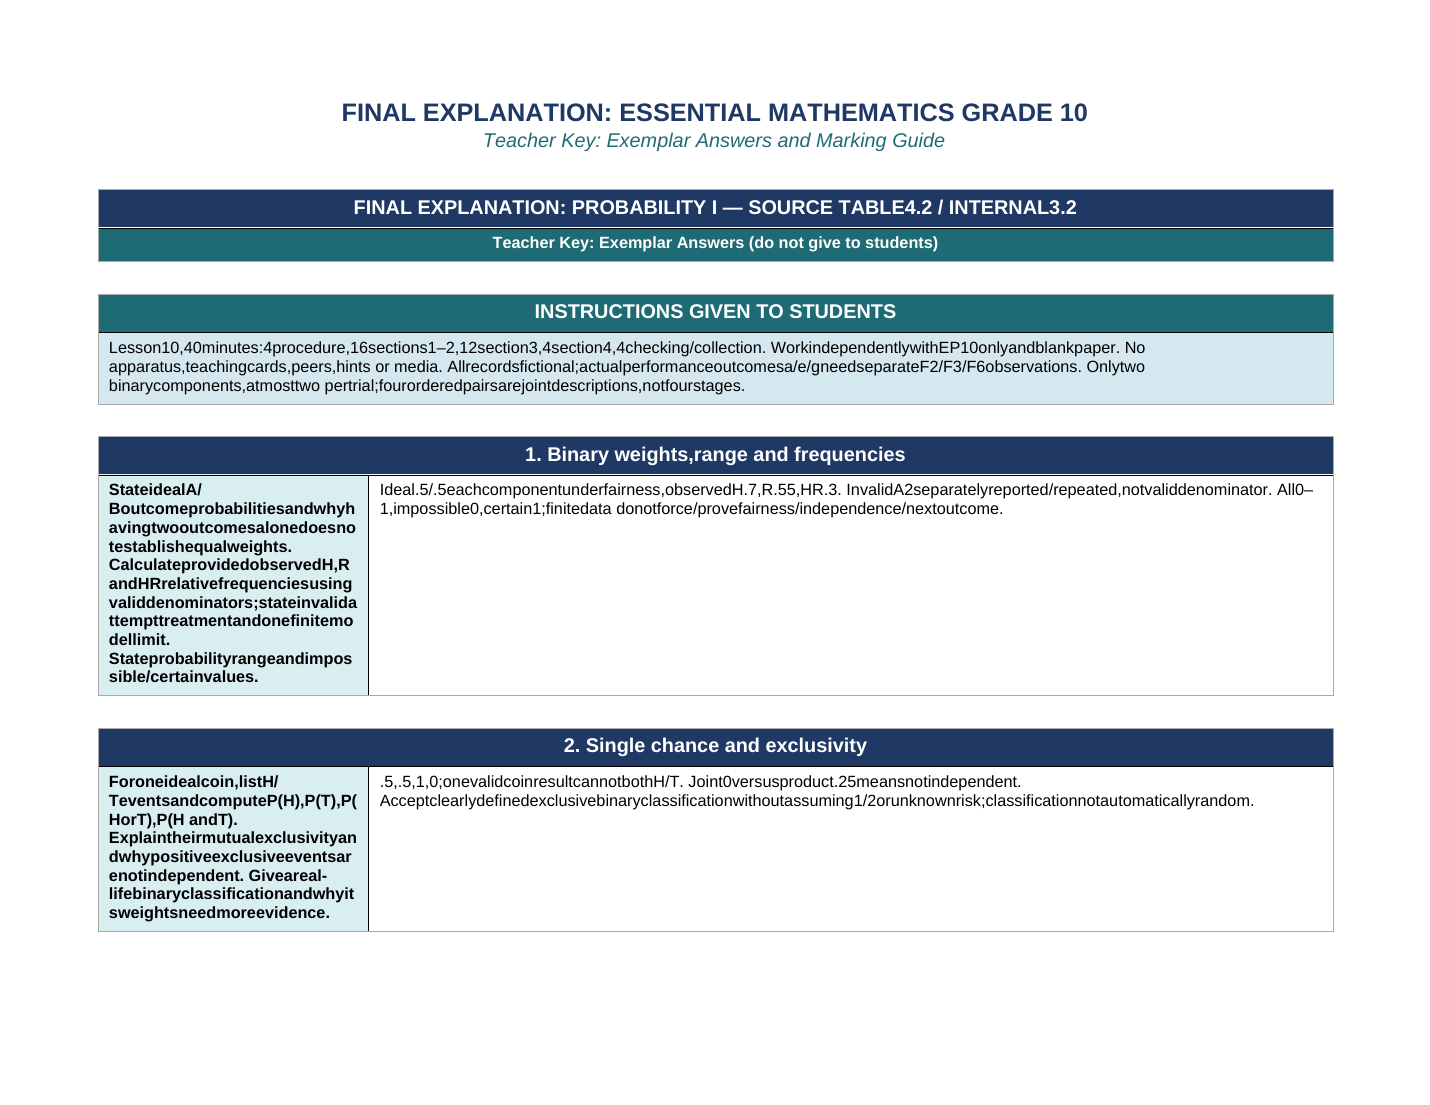 FINAL EXPLANATION: ESSENTIAL MATHEMATICS GRADE 10
Teacher Key: Exemplar Answers and Marking Guide
FINAL EXPLANATION: PROBABILITY I — SOURCE TABLE4.2 / INTERNAL3.2
Teacher Key: Exemplar Answers (do not give to students)
INSTRUCTIONS GIVEN TO STUDENTS
Lesson10,40minutes:4procedure,16sections1–2,12section3,4section4,4checking/collection. WorkindependentlywithEP10onlyandblankpaper. No
apparatus,teachingcards,peers,hints or media. Allrecordsfictional;actualperformanceoutcomesa/e/gneedseparateF2/F3/F6observations. Onlytwo
binarycomponents,atmosttwo pertrial;fourorderedpairsarejointdescriptions,notfourstages.
1. Binary weights,range and frequencies
StateidealA/
Boutcomeprobabilitiesandwhyh
avingtwooutcomesalonedoesno
testablishequalweights.
CalculateprovidedobservedH,R
andHRrelativefrequenciesusing
validdenominators;stateinvalida
ttempttreatmentandonefinitemo
dellimit.
Stateprobabilityrangeandimpos
sible/certainvalues.
Ideal.5/.5eachcomponentunderfairness,observedH.7,R.55,HR.3. InvalidA2separatelyreported/repeated,notvaliddenominator. All0–
1,impossible0,certain1;finitedata donotforce/provefairness/independence/nextoutcome.
2. Single chance and exclusivity
Foroneidealcoin,listH/
TeventsandcomputeP(H),P(T),P(
HorT),P(H andT).
Explaintheirmutualexclusivityan
dwhypositiveexclusiveeventsar
enotindependent. Giveareal-
lifebinaryclassificationandwhyit
sweightsneedmoreevidence.
.5,.5,1,0;onevalidcoinresultcannotbothH/T. Joint0versusproduct.25meansnotindependent.
Acceptclearlydefinedexclusivebinaryclassificationwithoutassuming1/2orunknownrisk;classificationnotautomaticallyrandom.